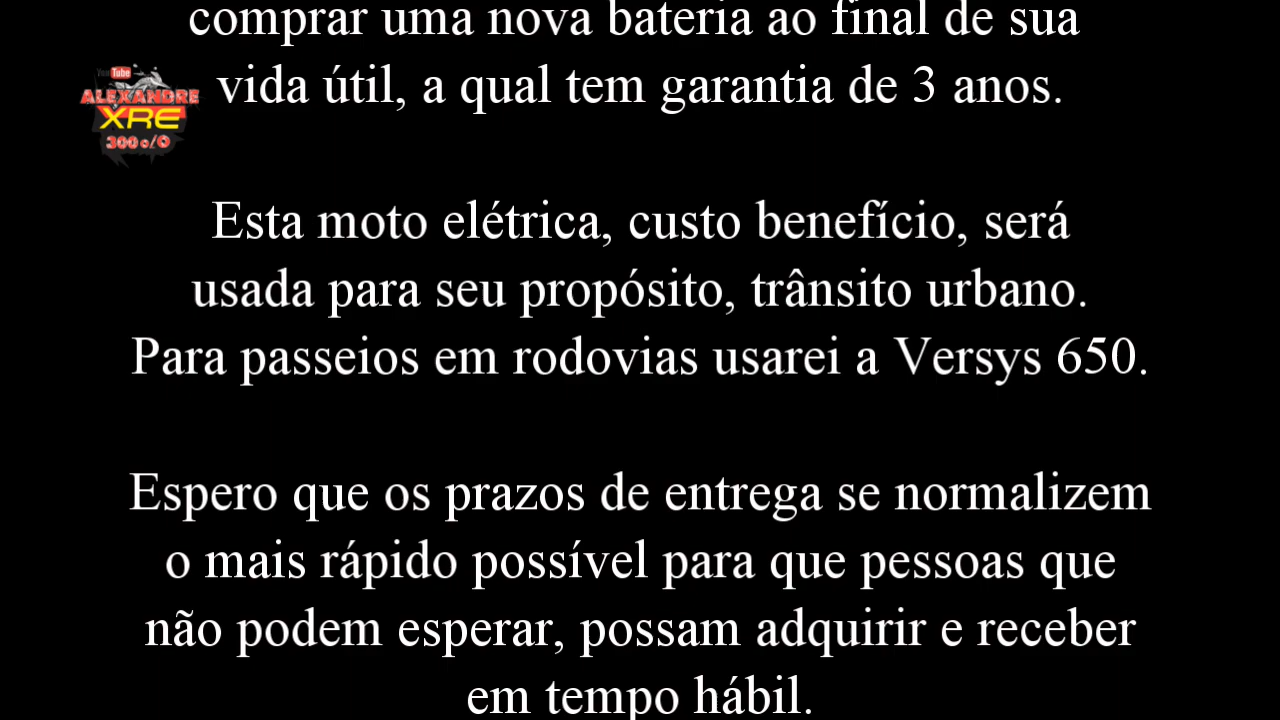 comprar uma nova bateria ao final de sua
vida útil, a qual tem garantia de 3 anos.
YouTube
ALEXANDRE
XRE
300 c/O
Esta moto elétrica, custo benefício, será
usada para seu propósito, trânsito urbano.
Para passeios em rodovias usarei a Versys 650.
Espero que os prazos de entrega se normalizem
o mais rápido possível para que pessoas que
não podem esperar, possam adquirir e receber
em tempo hábil.